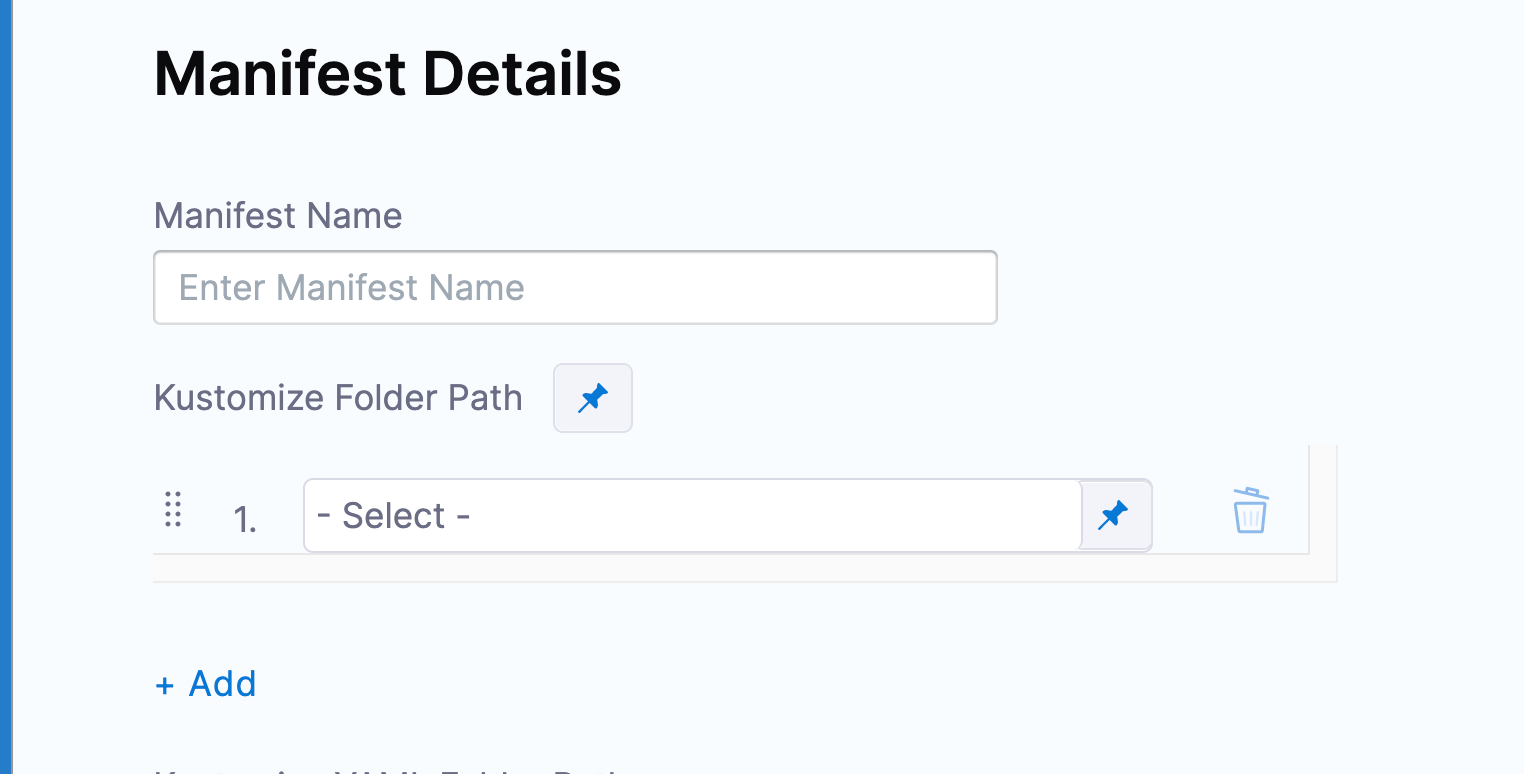 Manifest Details
Manifest Name
Enter Manifest Name
Kustomize Folder Path
1.
- Select -
+ Add